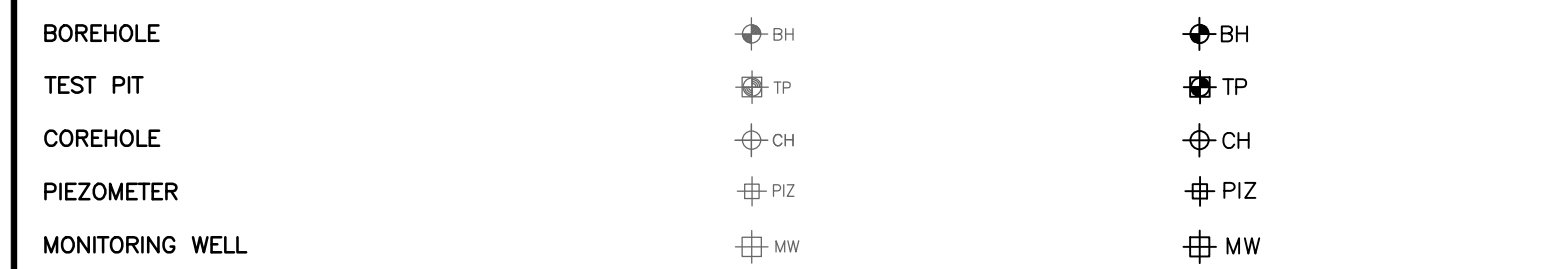 BOREHOLE BH BH
TEST PIT TP TP
COREHOLE CH CH
PIEZOMETER PIZ PIZ
MONITORING WELL MW MW